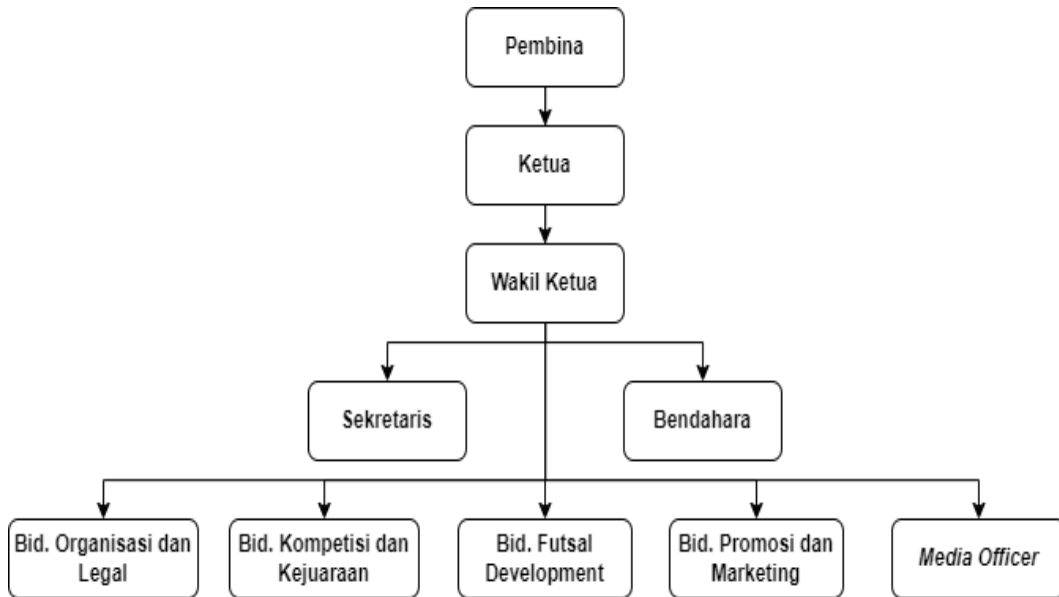 Pembina
Ketua
Wakil Ketua
Sekretaris
Bendahara
Bid. Organisasi dan
Legal
Bid. Kompetisi dan
Kejuaraan
Bid. Futsal
Development
Bid. Promosi dan
Marketing
Media Officer